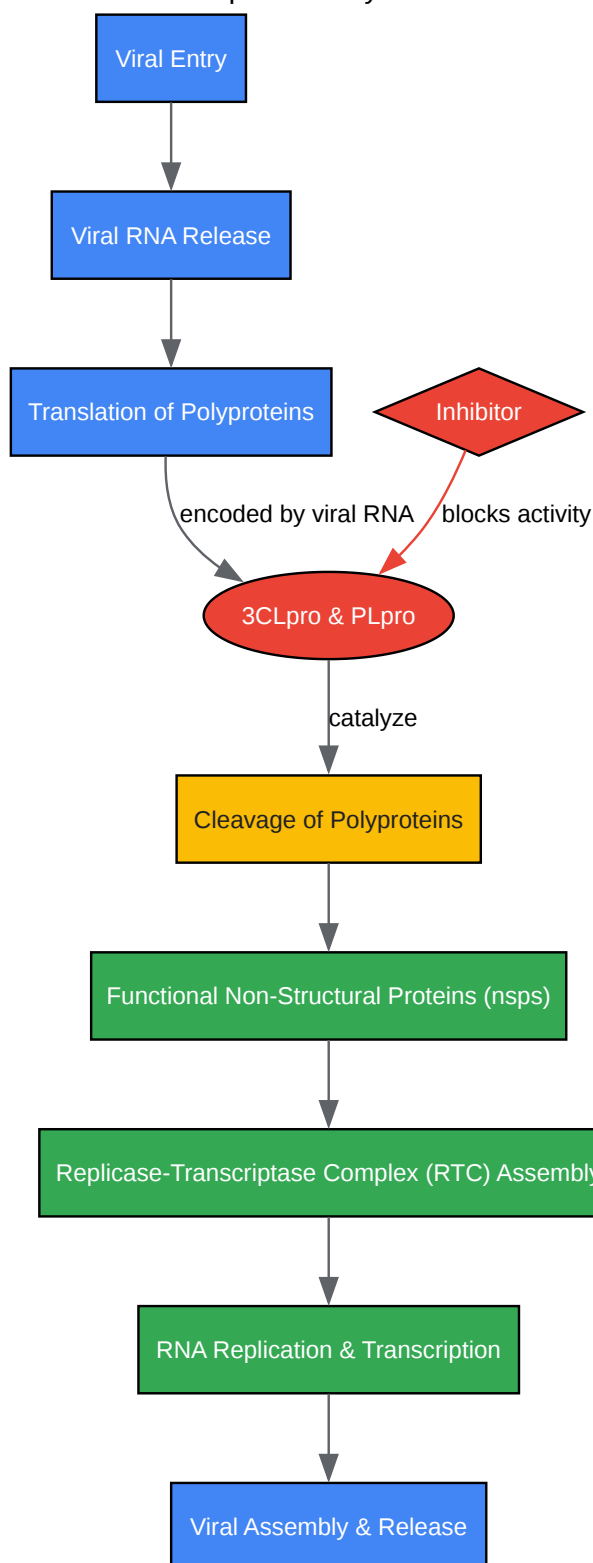 Viral Entry
Viral RNA Release
Translation of Polyproteins
Inhibitor
encoded by viral RNA
blocks activity
3CLpro & PLpro
catalyze
Cleavage of Polyproteins
Functional Non-Structural Proteins (nsps)
Replicase-Transcriptase Complex (RTC) Assembly
RNA Replication & Transcription
Viral Assembly & Release